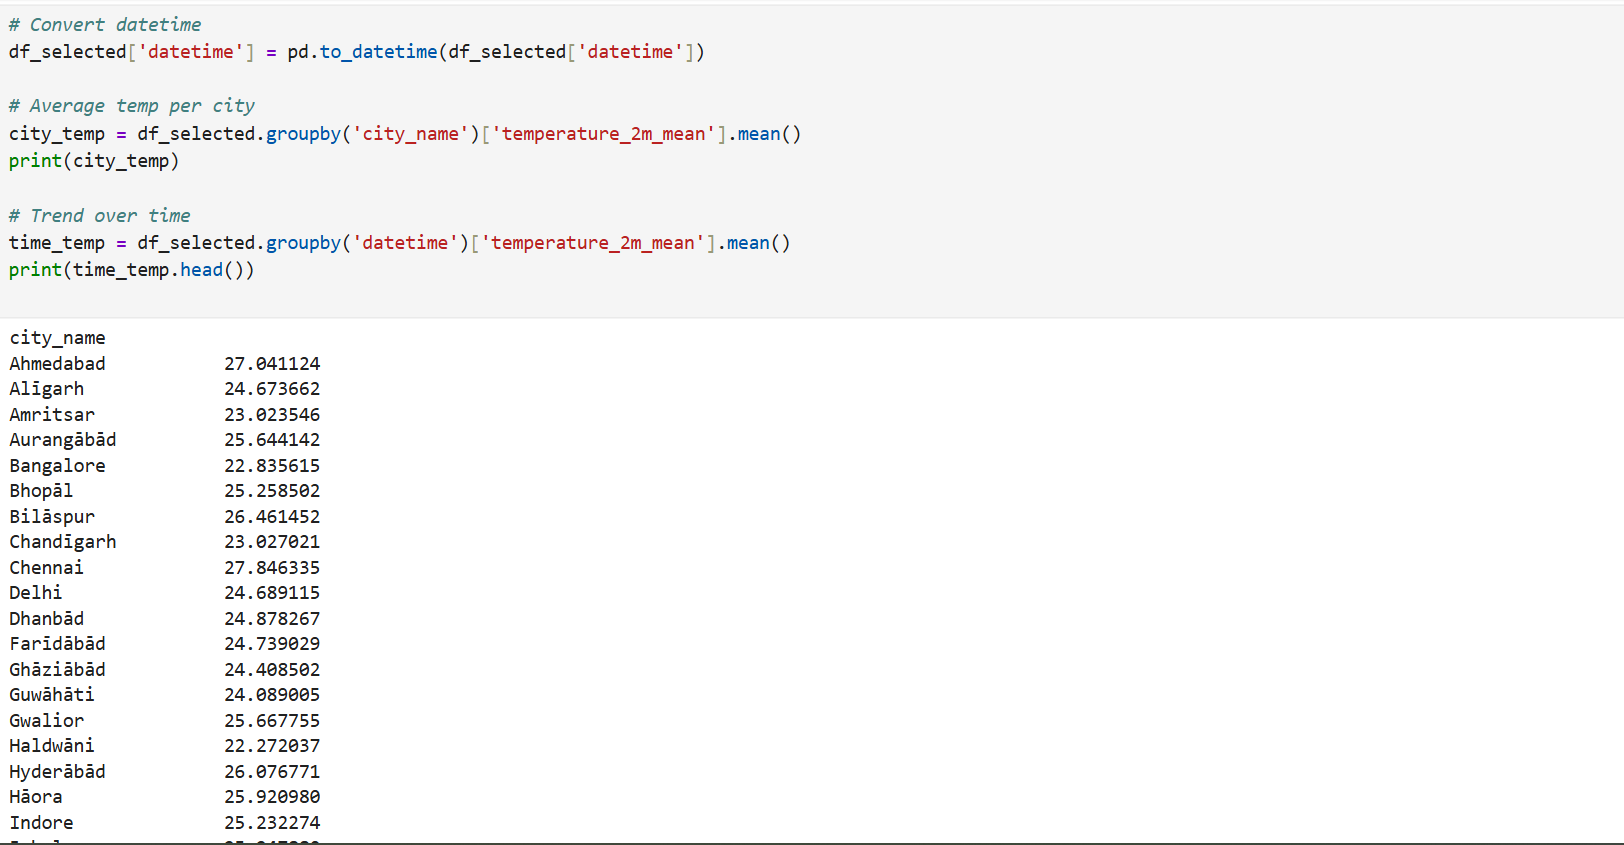 # Convert datetime
df_selected['datetime'] = pd.to_datetime(df_selected['datetime'])
# Average temp per city
city_temp = df_selected.groupby('city_name')['temperature_2m_mean'].mean()
print(city_temp)
# Trend over time
time_temp = df_selected.groupby('datetime')['temperature_2m_mean'].mean()
print(time_temp.head())
city_name
Ahmedabad 27.041124
Alīgarh 24.673662
Amritsar 23.023546
Aurangābād 25.644142
Bangalore 22.835615
Bhopāl 25.258502
Bilāspur 26.461452
Chandīgarh 23.027021
Chennai 27.846335
Delhi 24.689115
Dhanbād 24.878267
Farīdābād 24.739029
Ghāziābād 24.408502
Guwāhāti 24.089005
Gwalior 25.667755
Haldwāni 22.272037
Hyderābād 26.076771
Hāora 25.920980
Indore 25.232274